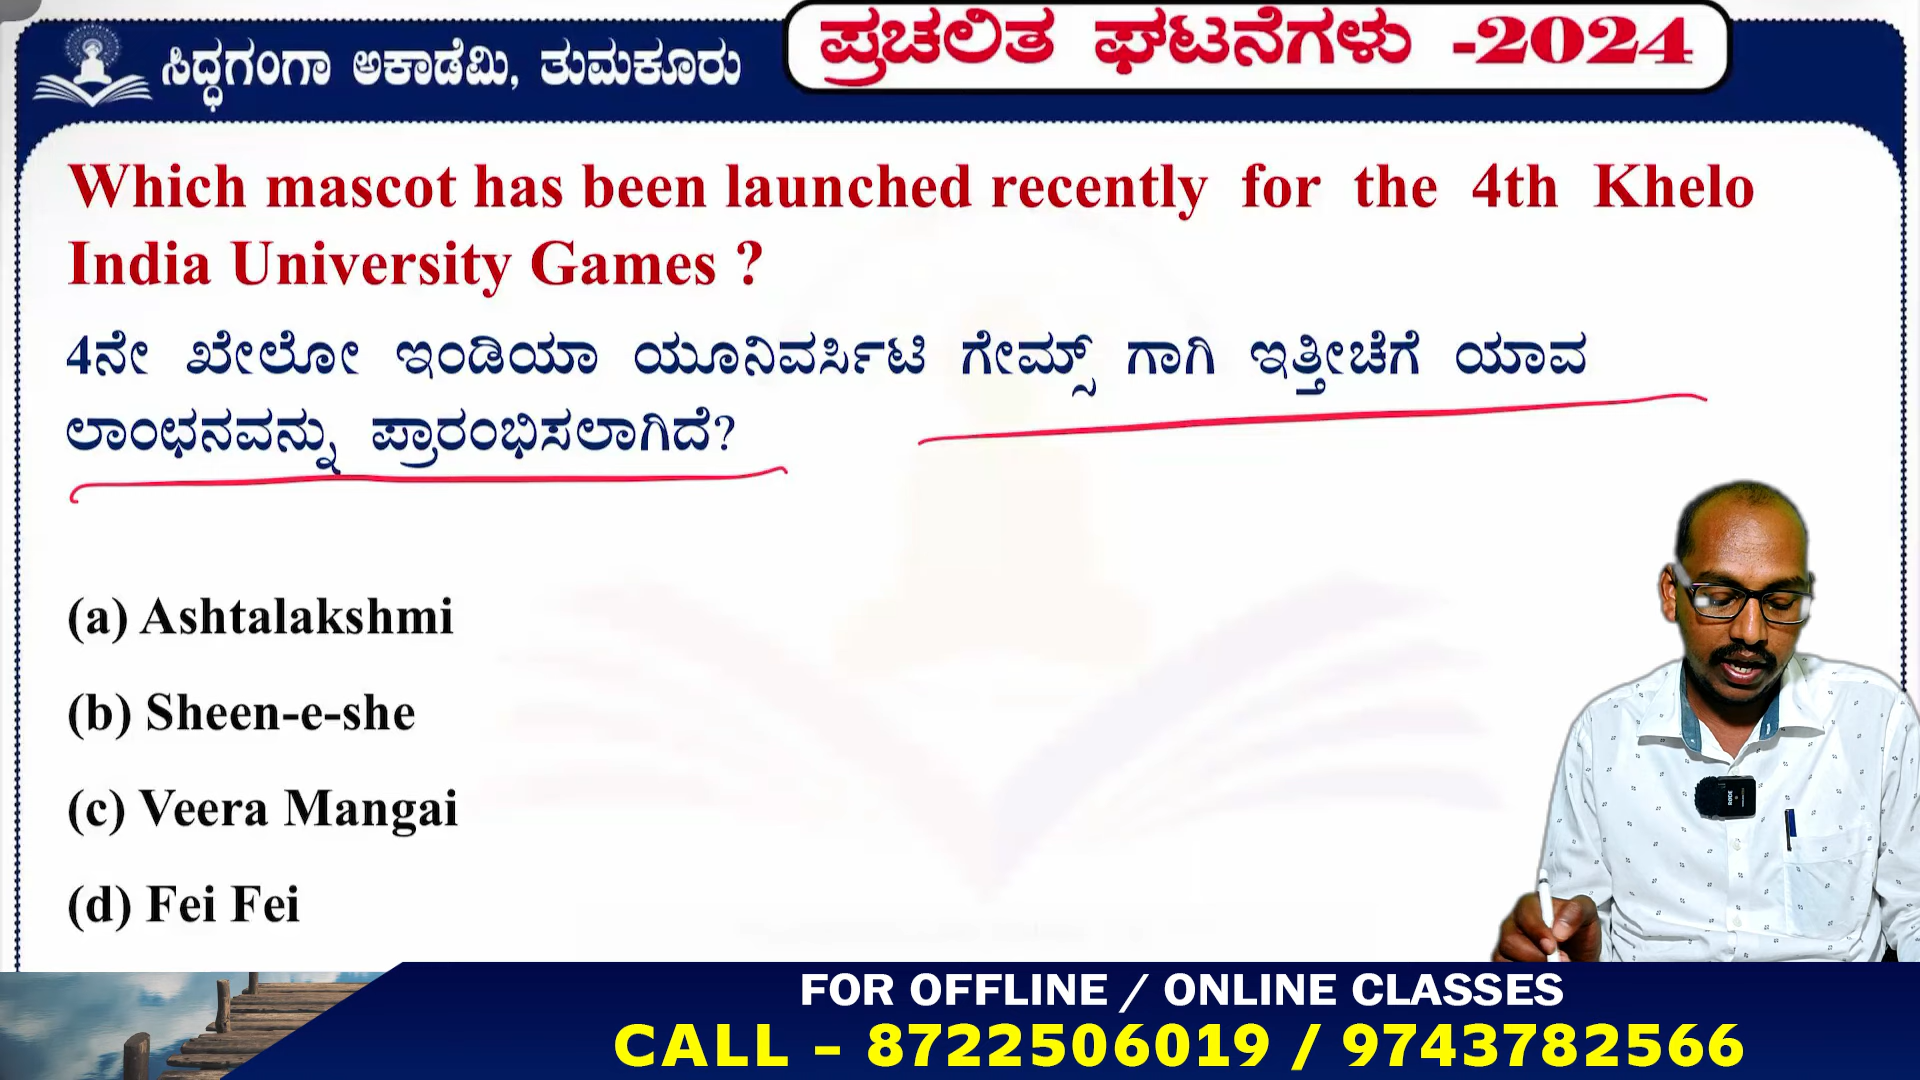 ಸಿದ್ಧಗಂಗಾ ಅಕಾಡೆಮಿ, ತುಮಕೂರು
ಪ್ರಚಲಿತ ಘಟನೆಗಳು -2024
Which mascot has been launched recently for the 4th Khelo
India University Games ?
4ನೇ ಖೇಲೋ ಇಂಡಿಯಾ ಯೂನಿವರ್ಸಿಟಿ ಗೇಮ್ಸ್ ಗಾಗಿ ಇತ್ತೀಚೆಗೆ ಯಾವ
ಲಾಂಛನವನ್ನು ಪ್ರಾರಂಭಿಸಲಾಗಿದೆ?
(a) Ashtalakshmi
(b) Sheen-e-she
(c) Veera Mangai
(d) Fei Fei
RODE
FOR OFFLINE / ONLINE CLASSES
CALL – 8722506019 / 9743782566